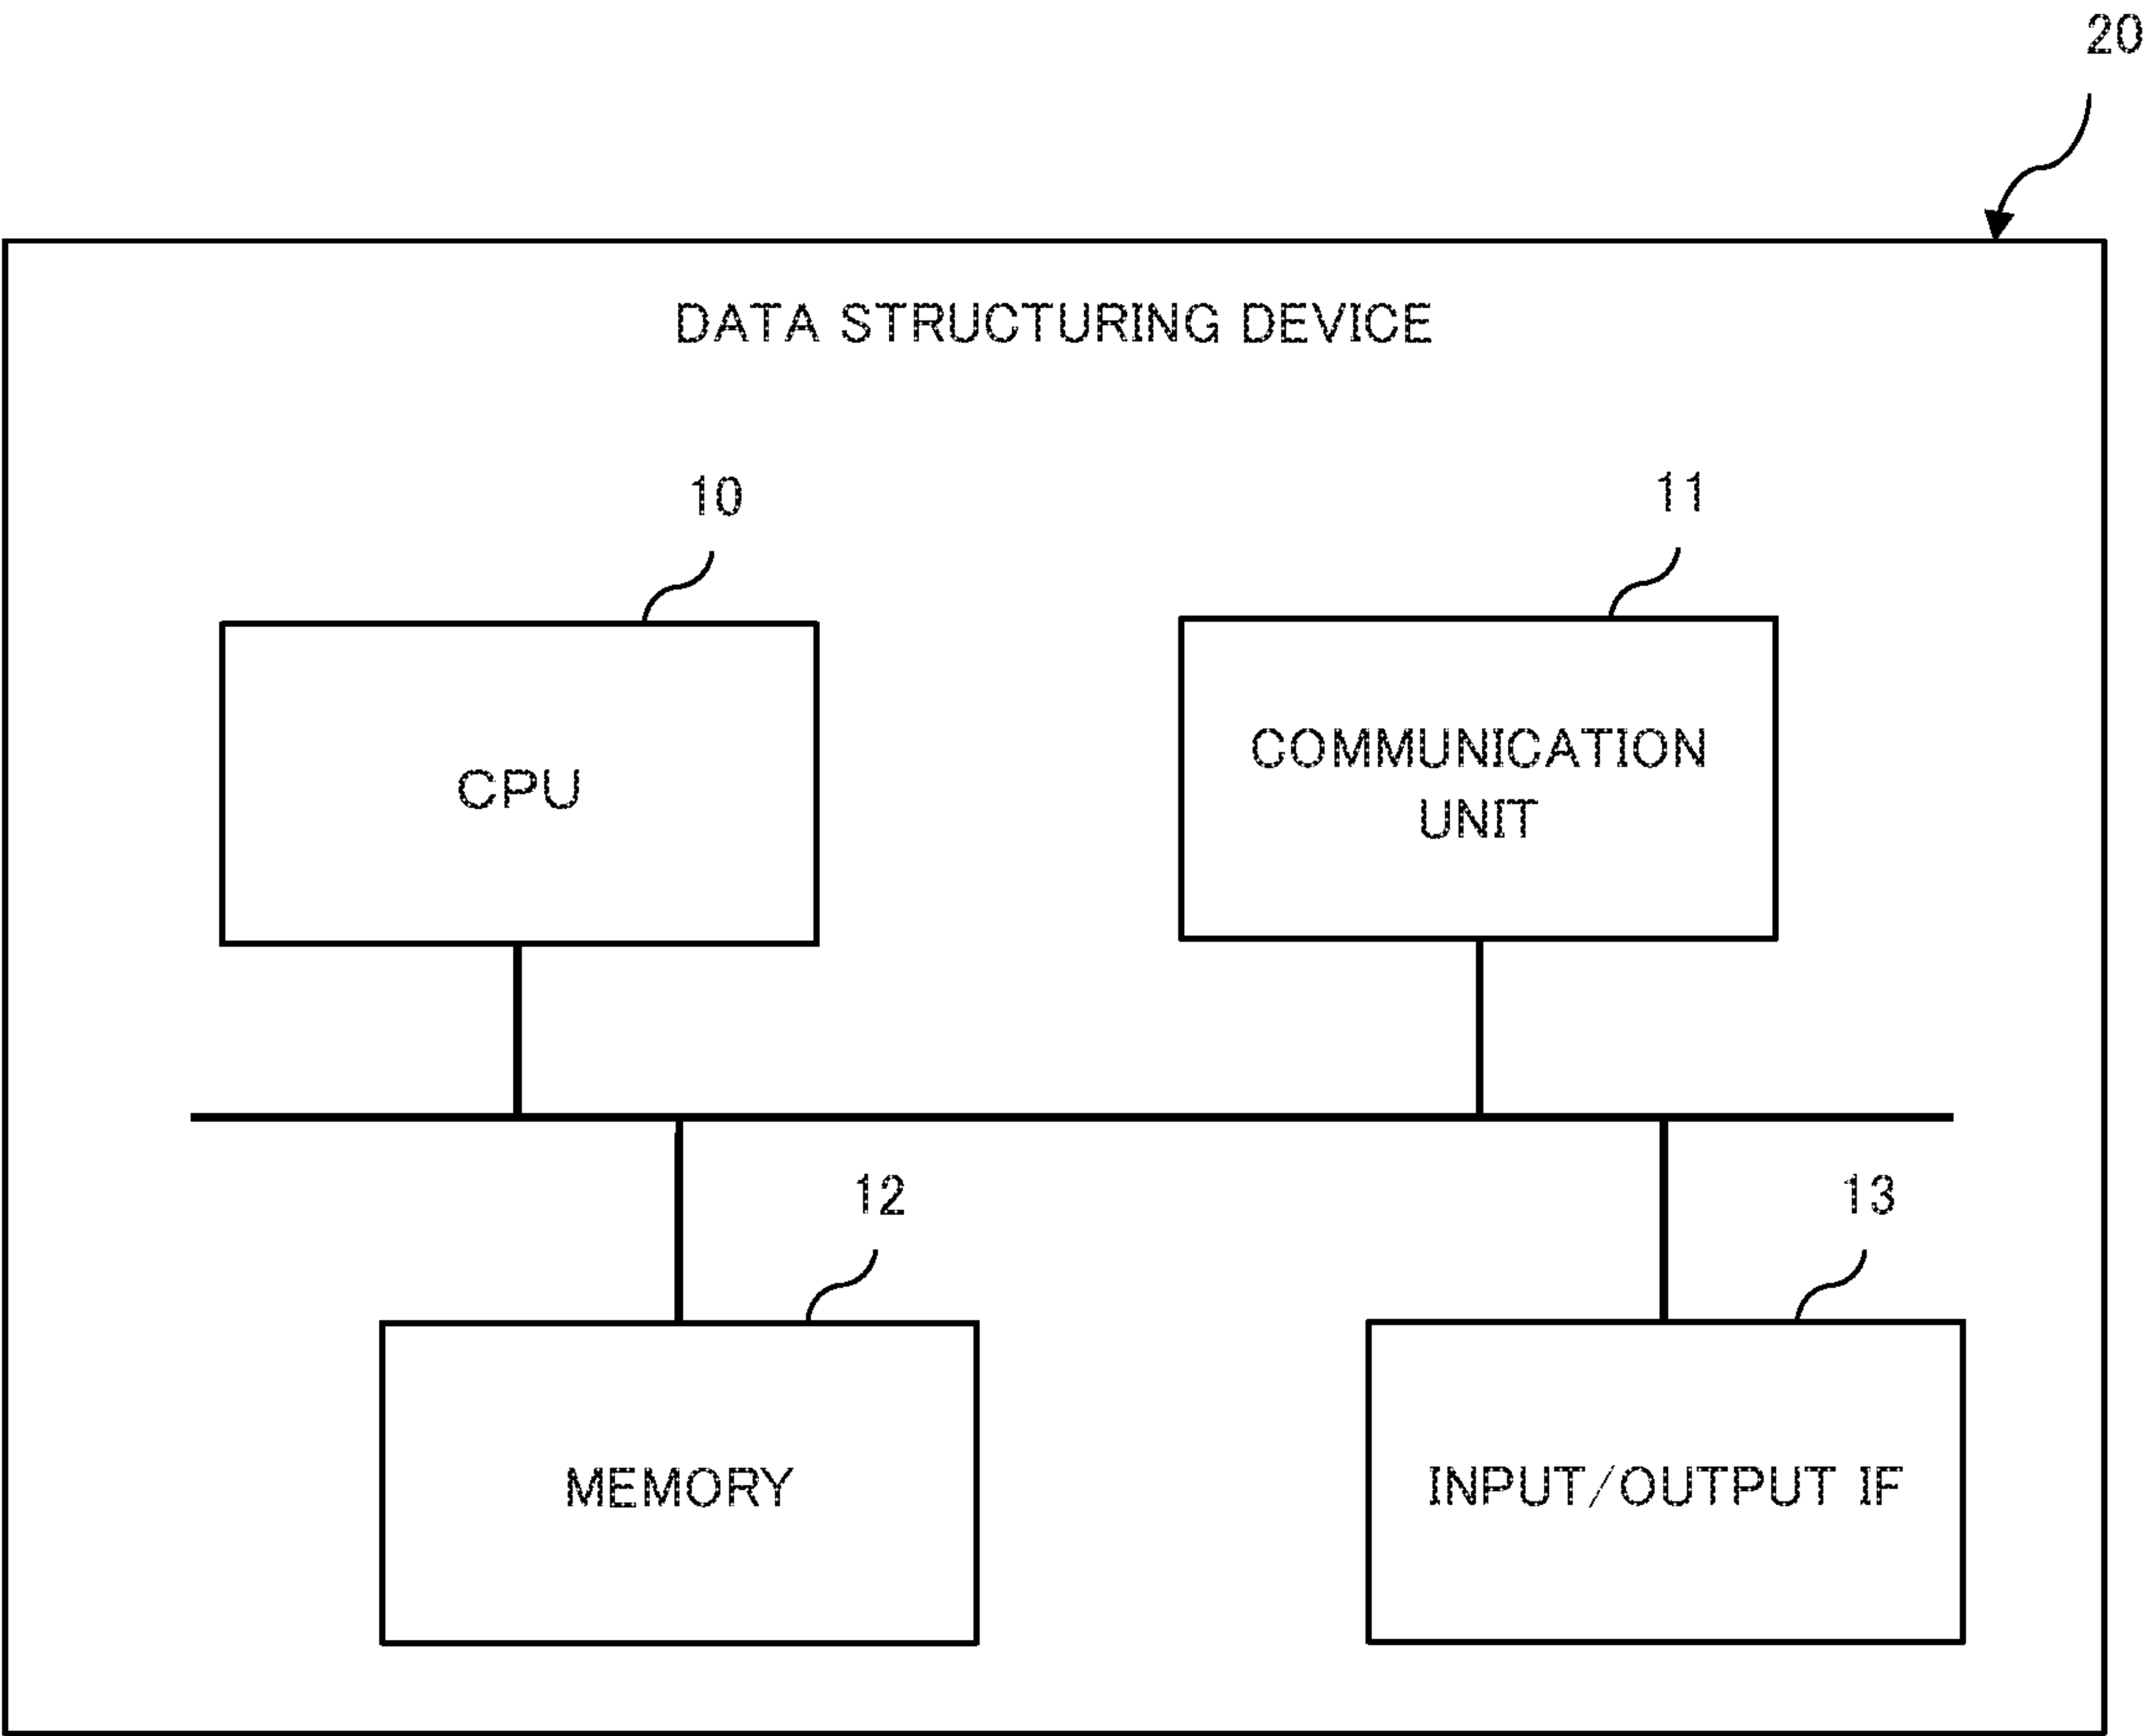 20
DATA STRUCTURING DEVICE
10
11
CPU
COMMUNICATION
UNIT
12
13
MEMORY
INPUT/OUTPUT IF